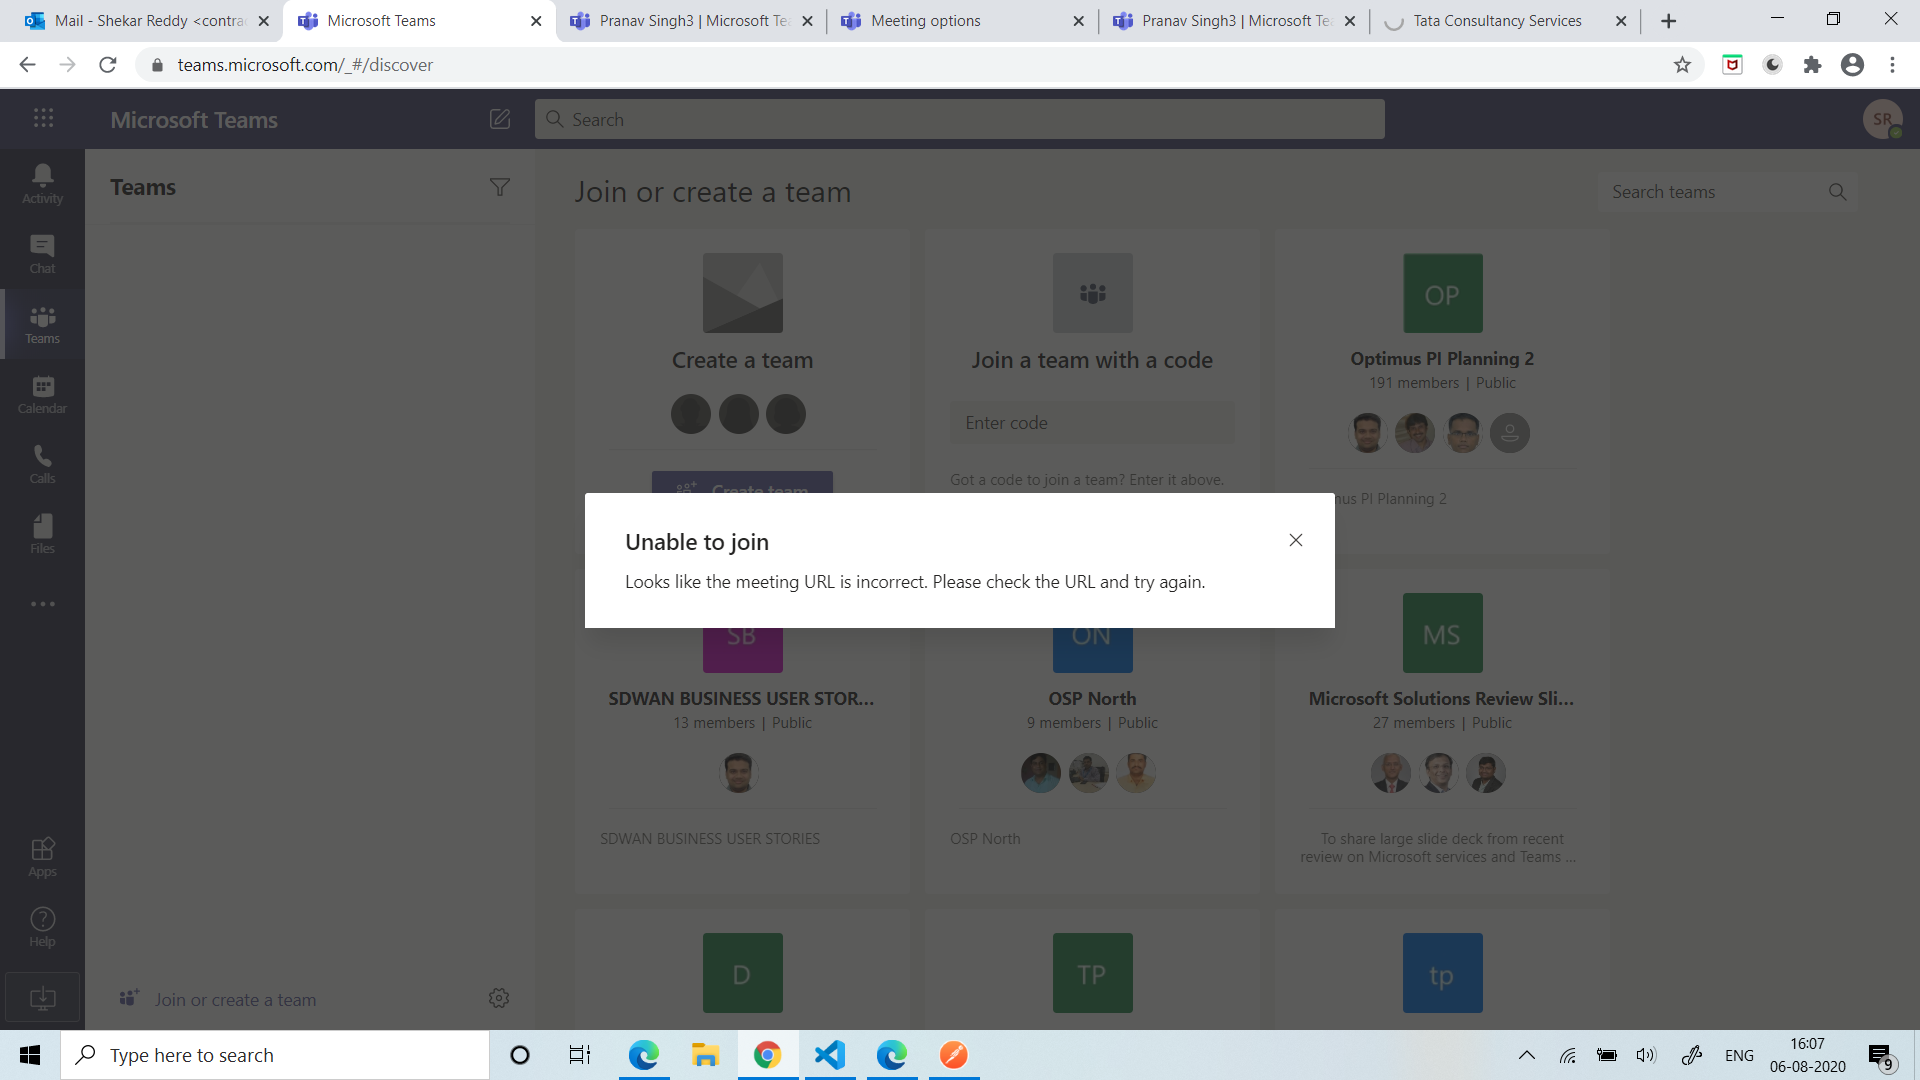 Mail - Shekar Reddy <contra
Microsoft Teams
Pranav Singh3 | Microsoft Te
Meeting options
Pranav Singh3 | Microsoft Te
Tata Consultancy Services
teams.microsoft.com/_#/discover
Microsoft Teams
Search
SR
Activity
Chat
Teams
Calendar
Calls
Files
Apps
Help
Teams
Join or create a team
Join or create a team
Search teams
Create a team
Create team
Join a team with a code
Enter code
Got a code to join a team? Enter it above.
OP
Optimus PI Planning 2
191 members | Public
mus PI Planning 2
Unable to join
Looks like the meeting URL is incorrect. Please check the URL and try again.
SB
SDWAN BUSINESS USER STOR...
13 members | Public
SDWAN BUSINESS USER STORIES
ON
OSP North
9 members | Public
OSP North
MS
Microsoft Solutions Review Sli...
27 members | Public
To share large slide deck from recent
review on Microsoft services and Teams ...
D
TP
tp
Type here to search
ENG
16:07
06-08-2020
9